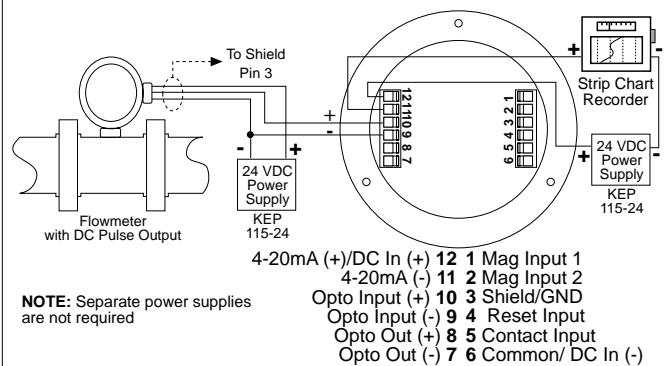 To Shield
Pin 3
+
-
12
11
10
9
8
7
1
2
3
4
5
6
+
-
Strip Chart
Recorder
-
+
24 VDC
Power
Supply
KEP
115-24
+
-
24 VDC
Power
Supply
KEP
115-24
Flowmeter
with DC Pulse Output
NOTE: Separate power supplies
are not required
4-20mA (+)/DC In (+) 12 1 Mag Input 1
4-20mA (-) 11 2 Mag Input 2
Opto Input (+) 10 3 Shield/GND
Opto Input (-) 9 4 Reset Input
Opto Out (+) 8 5 Contact Input
Opto Out (-) 7 6 Common/ DC In (-)